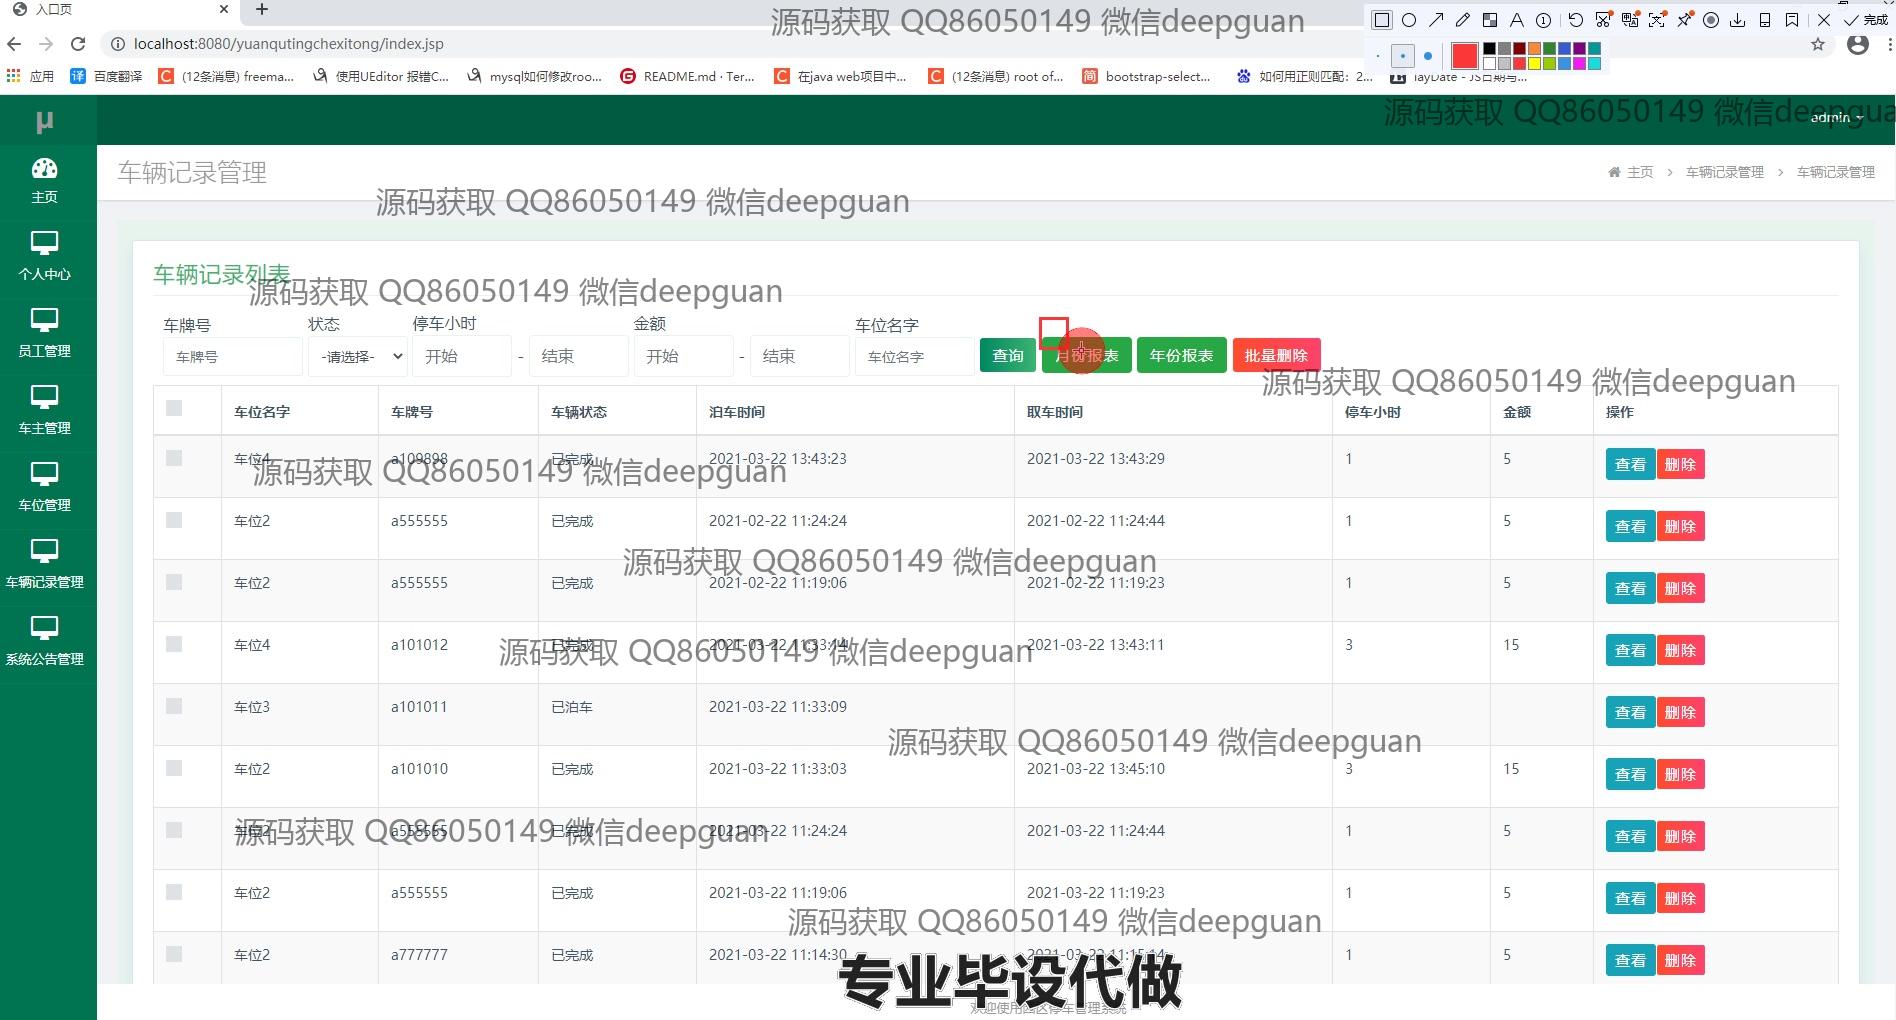 入口页
源码获取 QQ86050149 微信deepguan
完成
localhost:8080/yuanqutingchexitong/index.jsp
应用 百度翻译 (12条消息) freema... 使用UEditor 报错C... mysql如何修改roo... README.md · Ter... 在java web项目中... (12条消息) root of... bootstrap-select... 如何用正则匹配：2... layDate - JS日期与...
μ
源码获取 QQ86050149 微信deepgua
admin
主页
个人中心
员工管理
车主管理
车位管理
车辆记录管理
系统公告管理
车辆记录管理
主页 > 车辆记录管理 > 车辆记录管理
源码获取 QQ86050149 微信deepguan
车辆记录列表
源码获取 QQ86050149 微信deepguan
车牌号 状态 停车小时 金额 车位名字
车牌号 -请选择- 开始 - 结束 开始 - 结束 车位名字 查询 月份报表 年份报表 批量删除
源码获取 QQ86050149 微信deepguan
车位名字 车牌号 车辆状态 泊车时间 取车时间 停车小时 金额 操作
车位4 a109898 已完成 2021-03-22 13:43:23 2021-03-22 13:43:29 1 5 查看 删除
源码获取 QQ86050149 微信deepguan
车位2 a555555 已完成 2021-02-22 11:24:24 2021-02-22 11:24:44 1 5 查看 删除
源码获取 QQ86050149 微信deepguan
车位2 a555555 已完成 2021-02-22 11:19:06 2021-02-22 11:19:23 1 5 查看 删除
车位4 a101012 已完成 2021-03-22 11:33:14 2021-03-22 13:43:11 3 15 查看 删除
源码获取 QQ86050149 微信deepguan
车位3 a101011 已泊车 2021-03-22 11:33:09 查看 删除
源码获取 QQ86050149 微信deepguan
车位2 a101010 已完成 2021-03-22 11:33:03 2021-03-22 13:45:10 3 15 查看 删除
车位2 a555555 已完成 2021-03-22 11:24:24 2021-03-22 11:24:44 1 5 查看 删除
源码获取 QQ86050149 微信deepguan
车位2 a555555 已完成 2021-03-22 11:19:06 2021-03-22 11:19:23 1 5 查看 删除
源码获取 QQ86050149 微信deepguan
车位2 a777777 已完成 2021-03-22 11:14:30 2021-03-22 11:15:14 1 5 查看 删除
专业毕设代做
欢迎使用园区停车管理系统